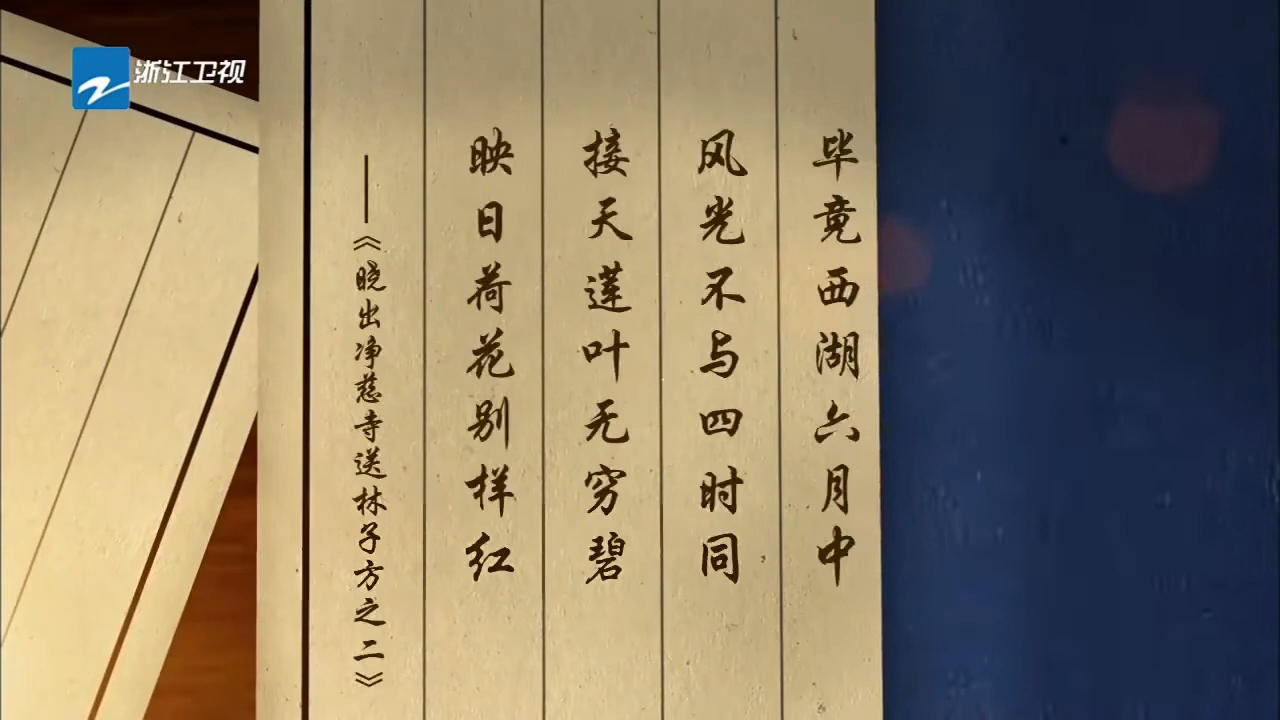 浙江卫视
毕竟西湖六月中
风光不与四时同
接天莲叶无穷碧
映日荷花别样红
——《晓出净慈寺送林子方之二》